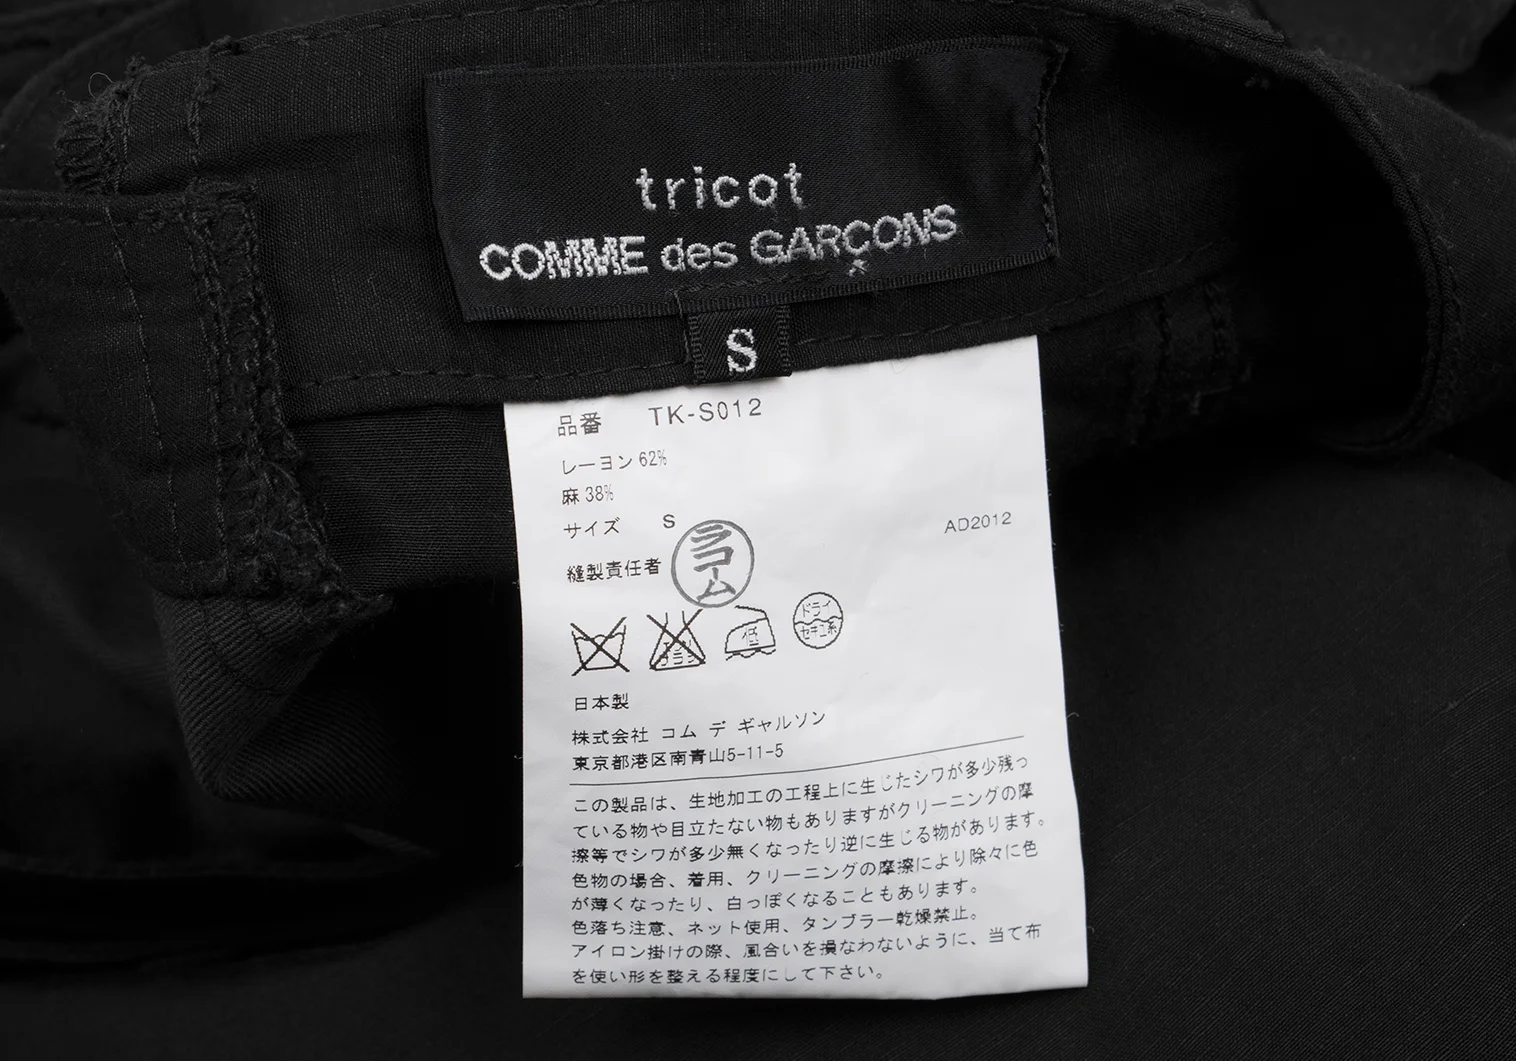 tricot
COMME des GARÇONS
S
品番 TK-S012
レーヨン 62%
麻 38%
サイズ S
AD2012
縫製責任者 ラコーム
エンソ サラシ
低
ドライ
セキユ系
日本製
株式会社 コム デ ギャルソン
東京都港区南青山5-11-5
この製品は、生地加工の工程上に生じたシワが多少残っ
ている物や目立たない物もありますがクリーニングの摩
擦等でシワが多少無くなったり逆に生じる物があります。
色物の場合、着用、クリーニングの摩擦により除々に色
が薄くなったり、白っぽくなることもあります。
色落ち注意、ネット使用、タンブラー乾燥禁止。
アイロン掛けの際、風合いを損なわないように、当て布
を使い形を整える程度にして下さい。